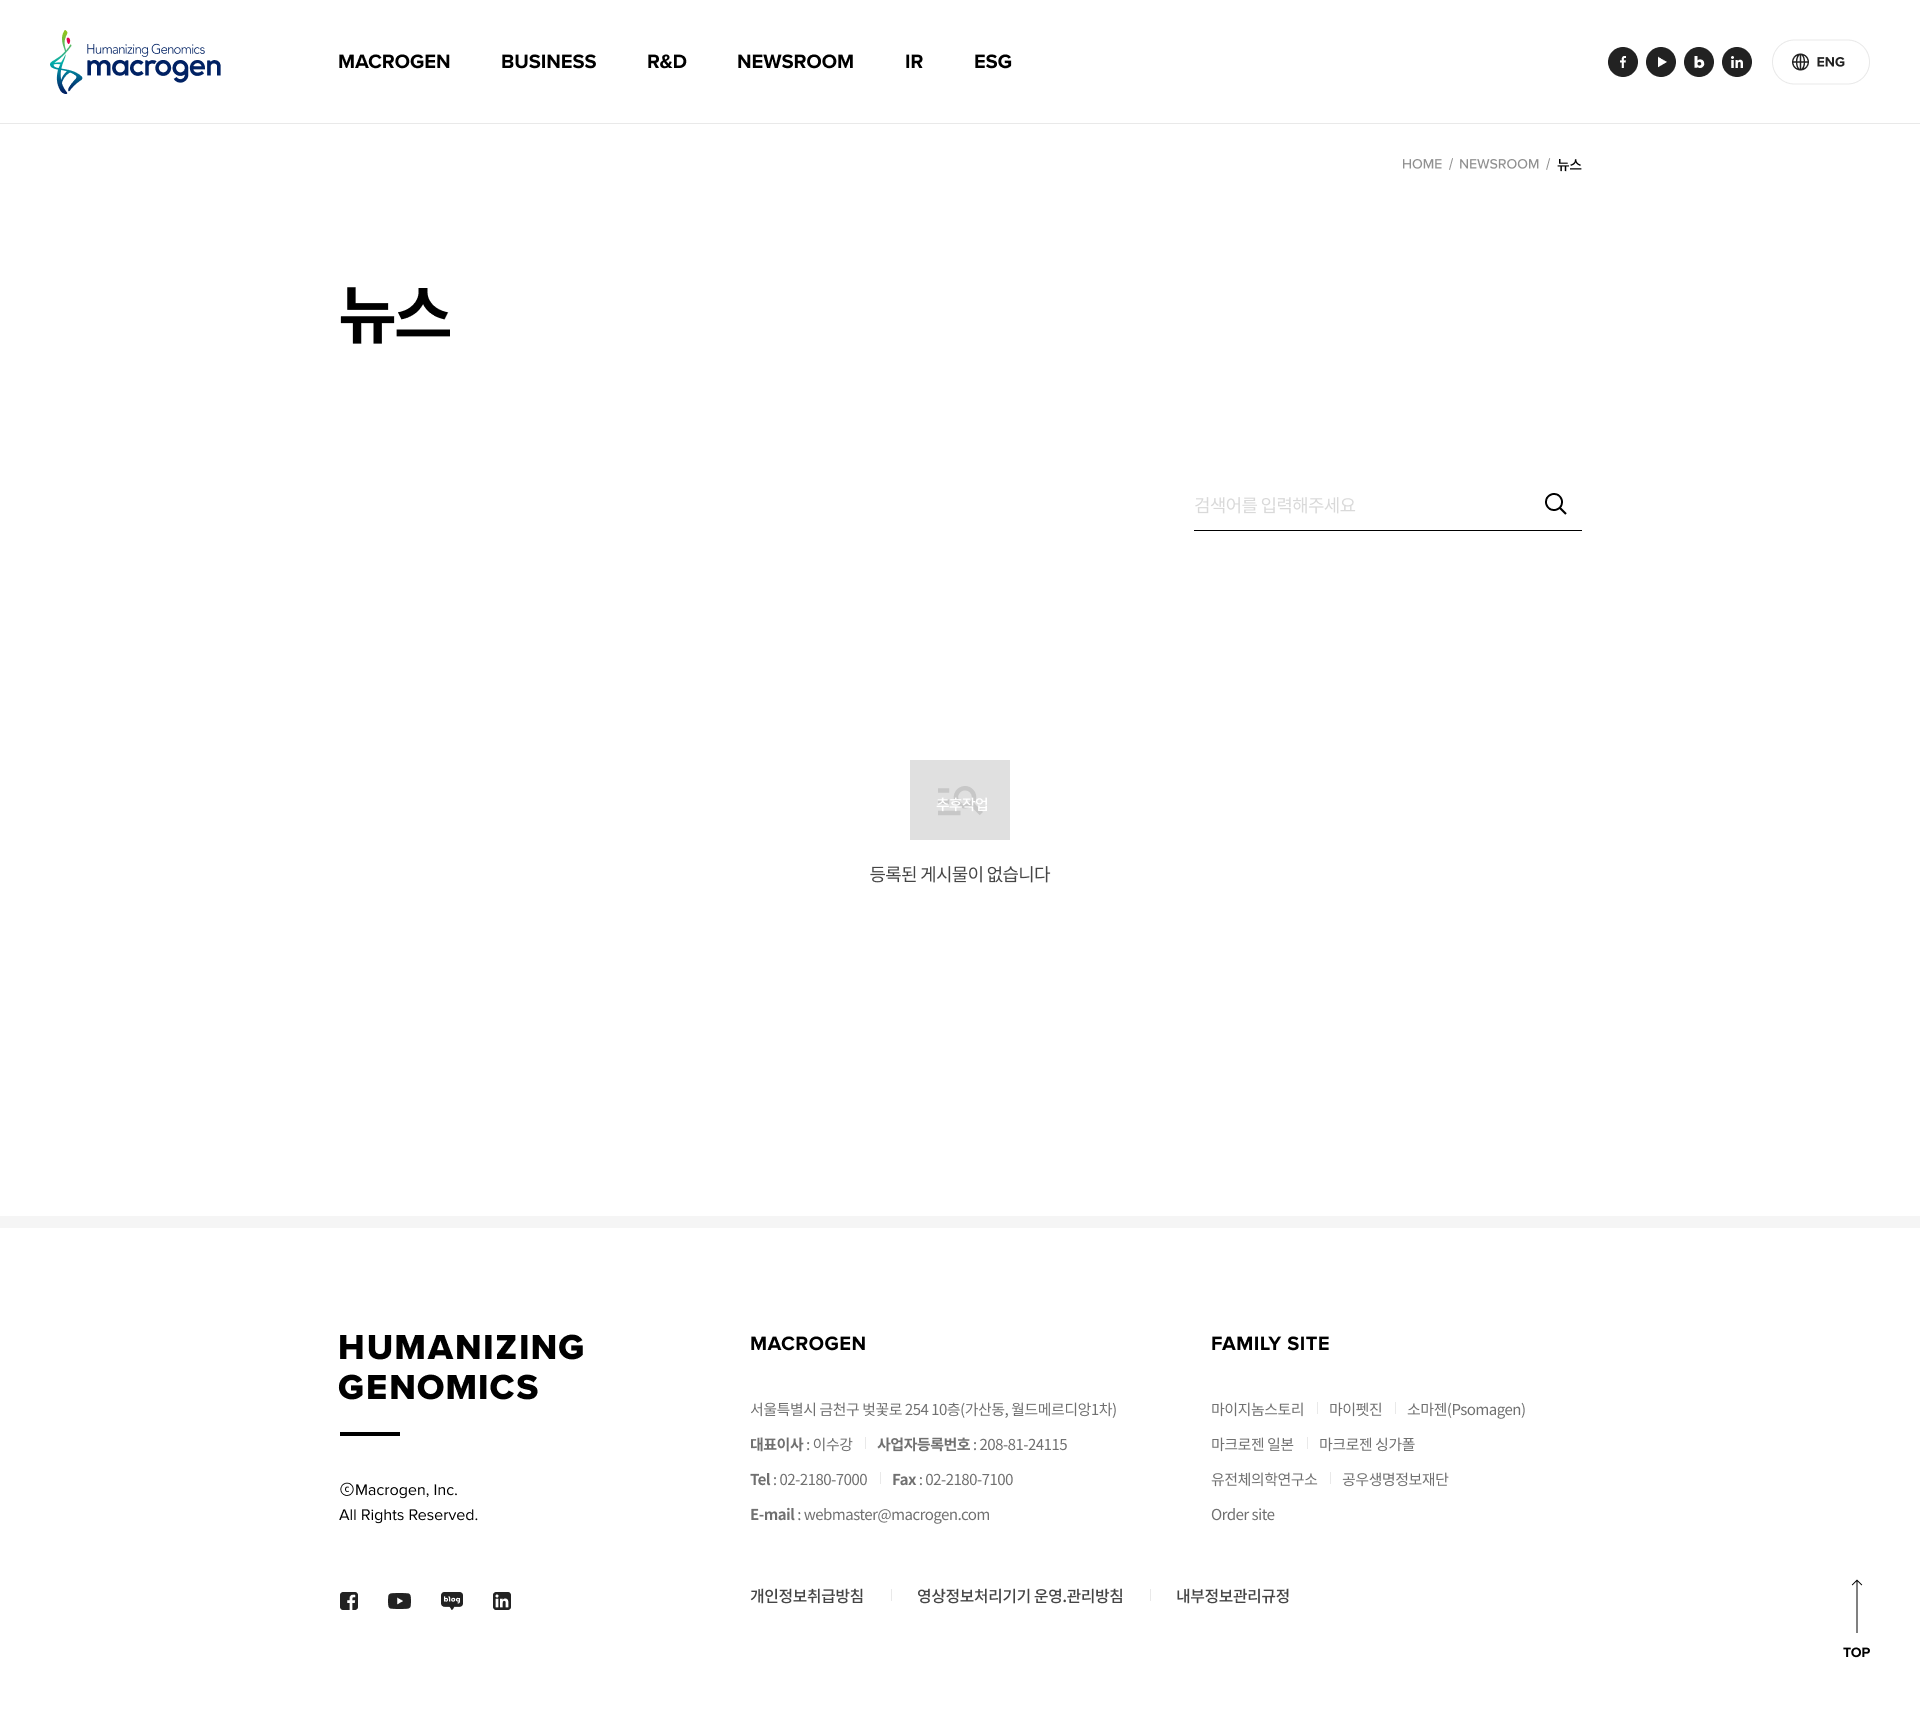 Humanizing Genomics
macrogen
MACROGEN BUSINESS R&D NEWSROOM IR ESG
ENG
HOME / NEWSROOM / 뉴스
뉴스
검색어를 입력해주세요
추후작업
등록된 게시물이 없습니다
HUMANIZING
GENOMICS
ⓒMacrogen, Inc.
All Rights Reserved.
blog
MACROGEN
서울특별시 금천구 벚꽃로 254 10층(가산동, 월드메르디앙1차)
대표이사 : 이수강 사업자등록번호 : 208-81-24115
Tel : 02-2180-7000 Fax : 02-2180-7100
E-mail : webmaster@macrogen.com
FAMILY SITE
마이지놈스토리 마이펫진 소마젠(Psomagen)
마크로젠 일본 마크로젠 싱가폴
유전체의학연구소 공우생명정보재단
Order site
개인정보취급방침 영상정보처리기기 운영.관리방침 내부정보관리규정
TOP